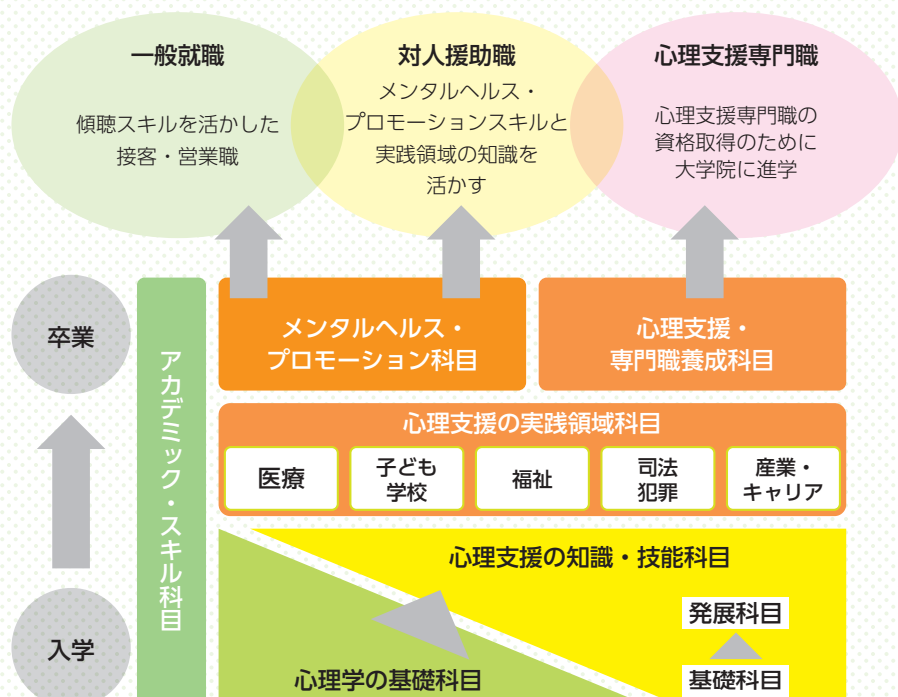 一般就職
傾聴スキルを活かした
接客・営業職
対人援助職
メンタルヘルス・
プロモーションスキルと
実践領域の知識を
活かす
心理支援専門職
心理支援専門職の
資格取得のために
大学院に進学
卒業
入学
アカデミック・スキル科目
メンタルヘルス・
プロモーション科目
心理支援・
専門職養成科目
心理支援の実践領域科目
医療
子ども
学校
福祉
司法
犯罪
産業・
キャリア
心理支援の知識・技能科目
発展科目
基礎科目
心理学の基礎科目